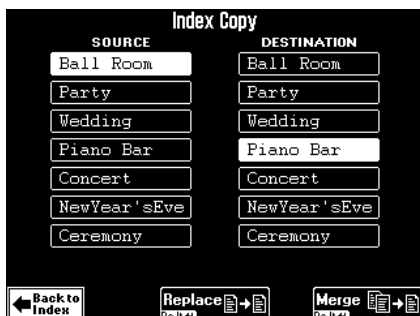 Index Copy
SOURCE
DESTINATION
Ball Room
Ball Room
Party
Party
Wedding
Wedding
Piano Bar
Piano Bar
Concert
Concert
NewYear'sEve
NewYear'sEve
Ceremony
Ceremony
Back to
Index
Replace
Merge